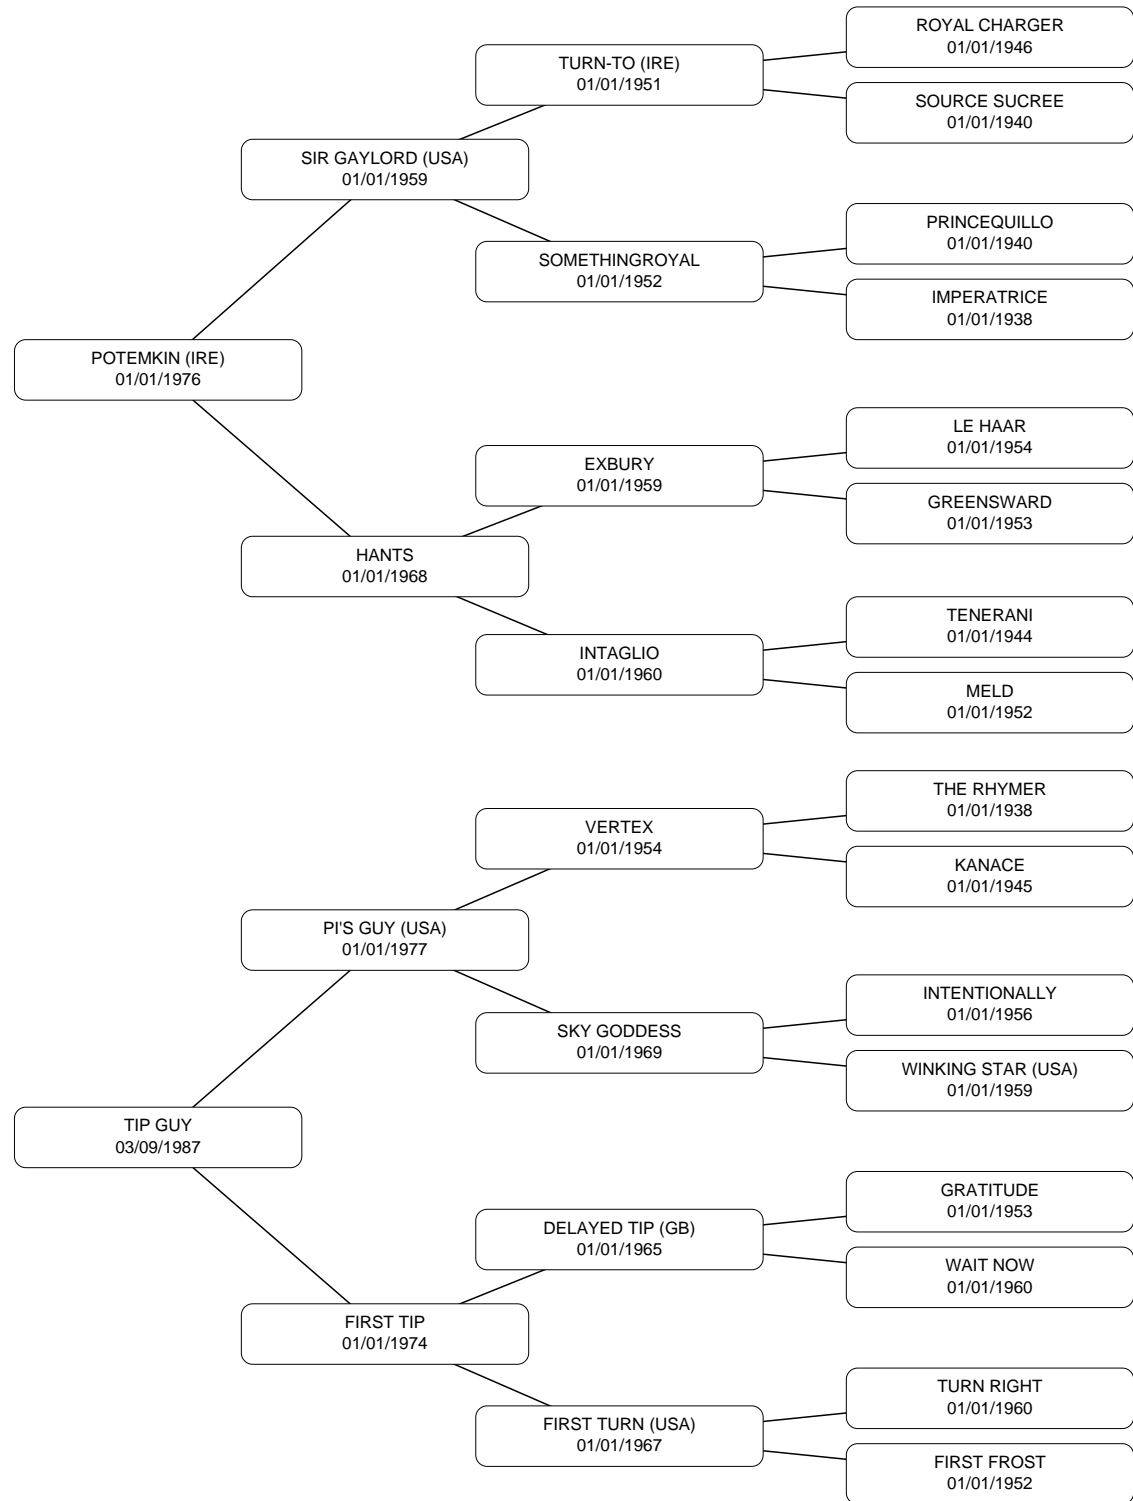 ROYAL CHARGER
01/01/1946
TURN-TO (IRE)
01/01/1951
SOURCE SUCREE
01/01/1940
SIR GAYLORD (USA)
01/01/1959
PRINCEQUILLO
01/01/1940
SOMETHINGROYAL
01/01/1952
IMPERATRICE
01/01/1938
POTEMKIN (IRE)
01/01/1976
LE HAAR
01/01/1954
EXBURY
01/01/1959
GREENSWARD
01/01/1953
HANTS
01/01/1968
TENERANI
01/01/1944
INTAGLIO
01/01/1960
MELD
01/01/1952
THE RHYMER
01/01/1938
VERTEX
01/01/1954
KANACE
01/01/1945
PI'S GUY (USA)
01/01/1977
INTENTIONALLY
01/01/1956
SKY GODDESS
01/01/1969
WINKING STAR (USA)
01/01/1959
TIP GUY
03/09/1987
GRATITUDE
01/01/1953
DELAYED TIP (GB)
01/01/1965
WAIT NOW
01/01/1960
FIRST TIP
01/01/1974
TURN RIGHT
01/01/1960
FIRST TURN (USA)
01/01/1967
FIRST FROST
01/01/1952